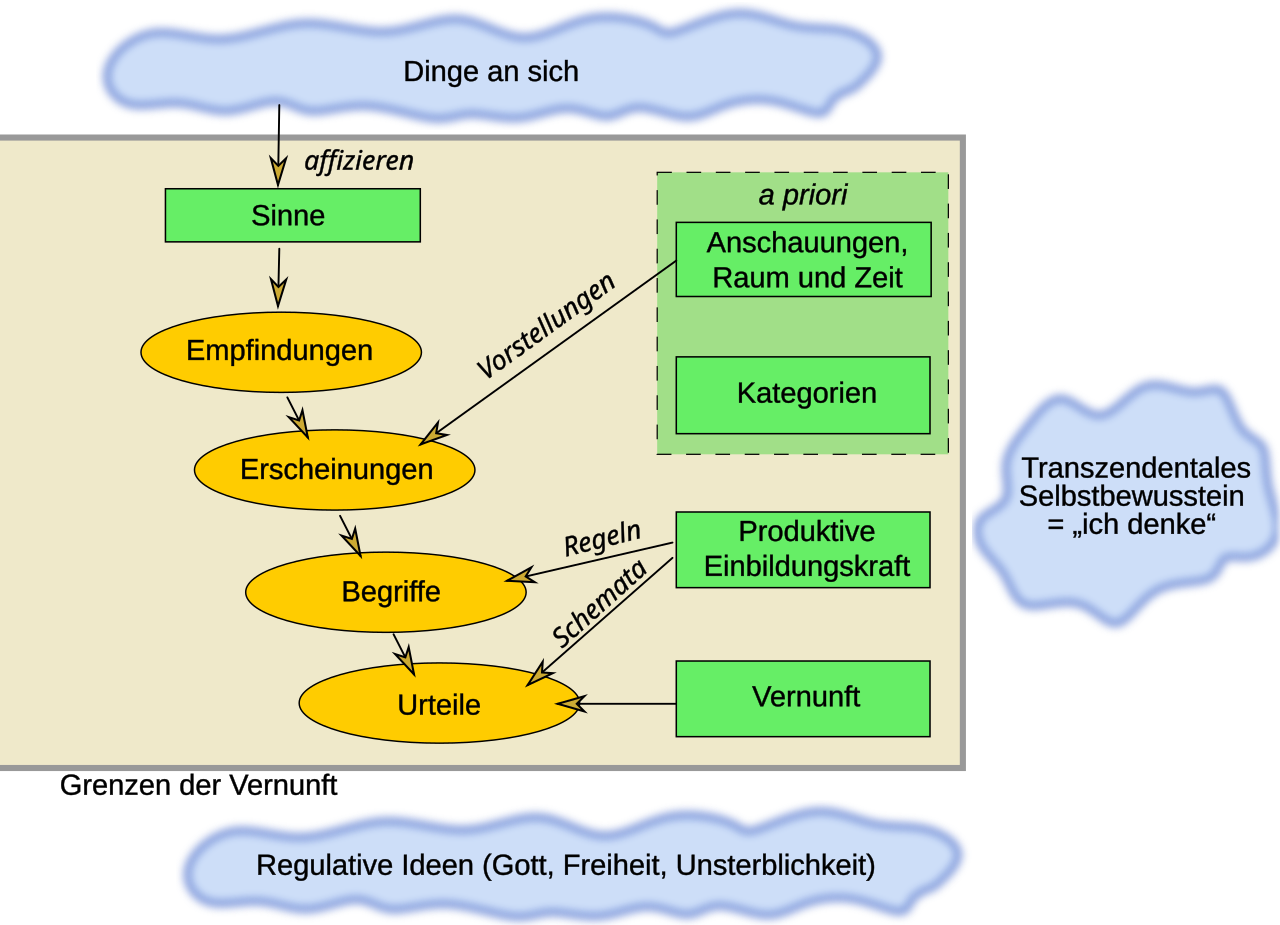 Dinge an sich
affizieren
Sinne
a priori
Anschauungen,
Raum und Zeit
Vorstellungen
Empfindungen
Kategorien
Erscheinungen
Transzendentales
Selbstbewusstein
= „ich denke“
Produktive
Einbildungskraft
Regeln
Begriffe
Schemata
Urteile
Vernunft
Grenzen der Vernunft
Regulative Ideen (Gott, Freiheit, Unsterblichkeit)